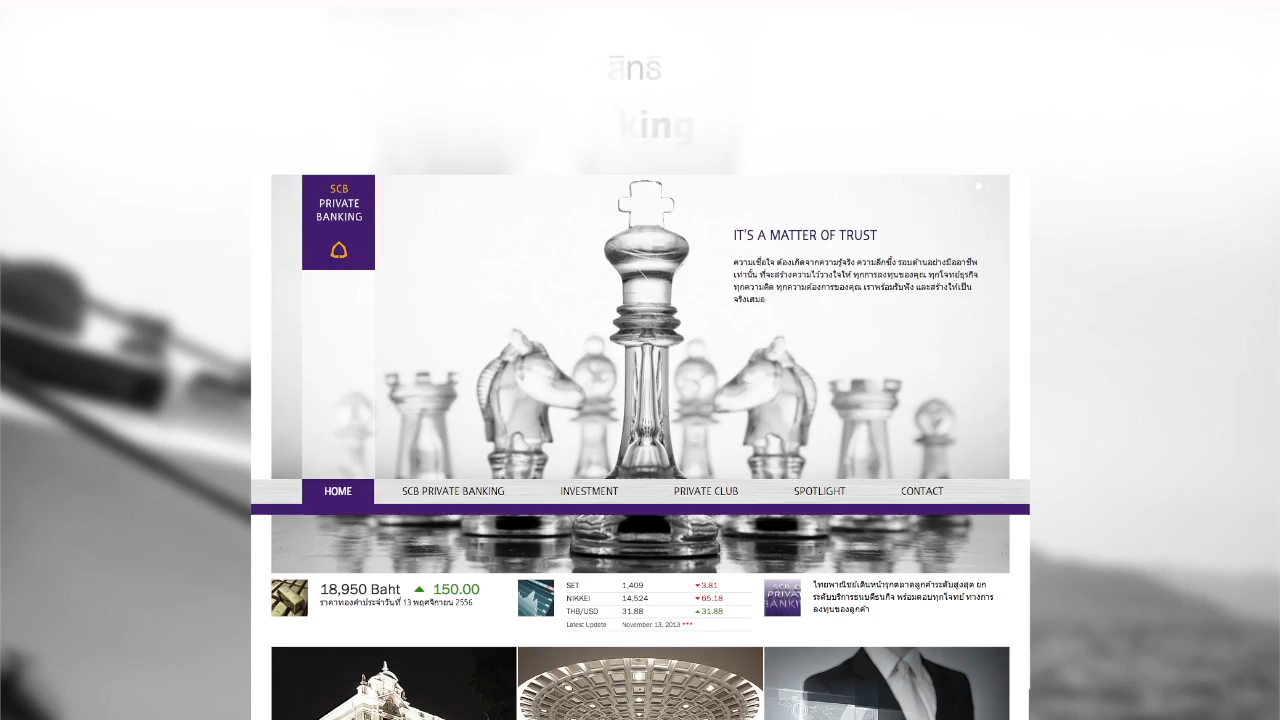 king
SCB
PRIVATE
BANKING
IT'S A MATTER OF TRUST
ความเชื่อใจ ต้องเกิดจากความรู้จริง ความลึกซึ้ง รอบด้านอย่างมืออาชีพ
เท่านั้น ที่จะสร้างความไว้วางใจให้ ทุกการลงทุนของคุณ ทุกโจทย์ธุรกิจ
ทุกความคิด ทุกความต้องการของคุณ เราพร้อมรับฟัง และสร้างให้เป็น
จริงเสมอ
HOME SCB PRIVATE BANKING INVESTMENT PRIVATE CLUB SPOTLIGHT CONTACT
18,950 Baht 150.00
ราคาทองคำประจำวันที่ 13 พฤศจิกายน 2556
SET 1,409 3.81
NIKKEI 14,524 65.18
THB/USD 31.88 31.88
Latest Update November 13, 2013 ***
ไทยพาณิชย์เดินหน้ารุกตลาดลูกค้าระดับสูงสุด ยก
ระดับบริการธนบดีธนกิจ พร้อมตอบทุกโจทย์ ทางการ
ลงทุนของลูกค้า